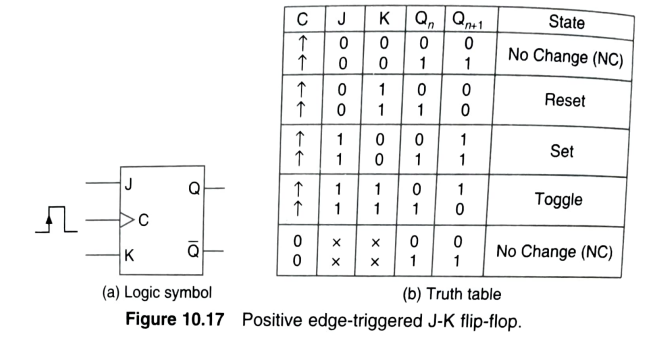 C J K Qn Qn+1 State
↑ 0 0 0 0 No Change (NC)
↑ 0 0 1 1
↑ 0 1 0 0 Reset
↑ 0 1 1 0
↑ 1 0 0 1 Set
↑ 1 0 1 1
↑ 1 1 0 1 Toggle
↑ 1 1 1 0
0 × × 0 0 No Change (NC)
0 × × 1 1
J Q
C
K Q̅
(a) Logic symbol
(b) Truth table
Figure 10.17 Positive edge-triggered J-K flip-flop.